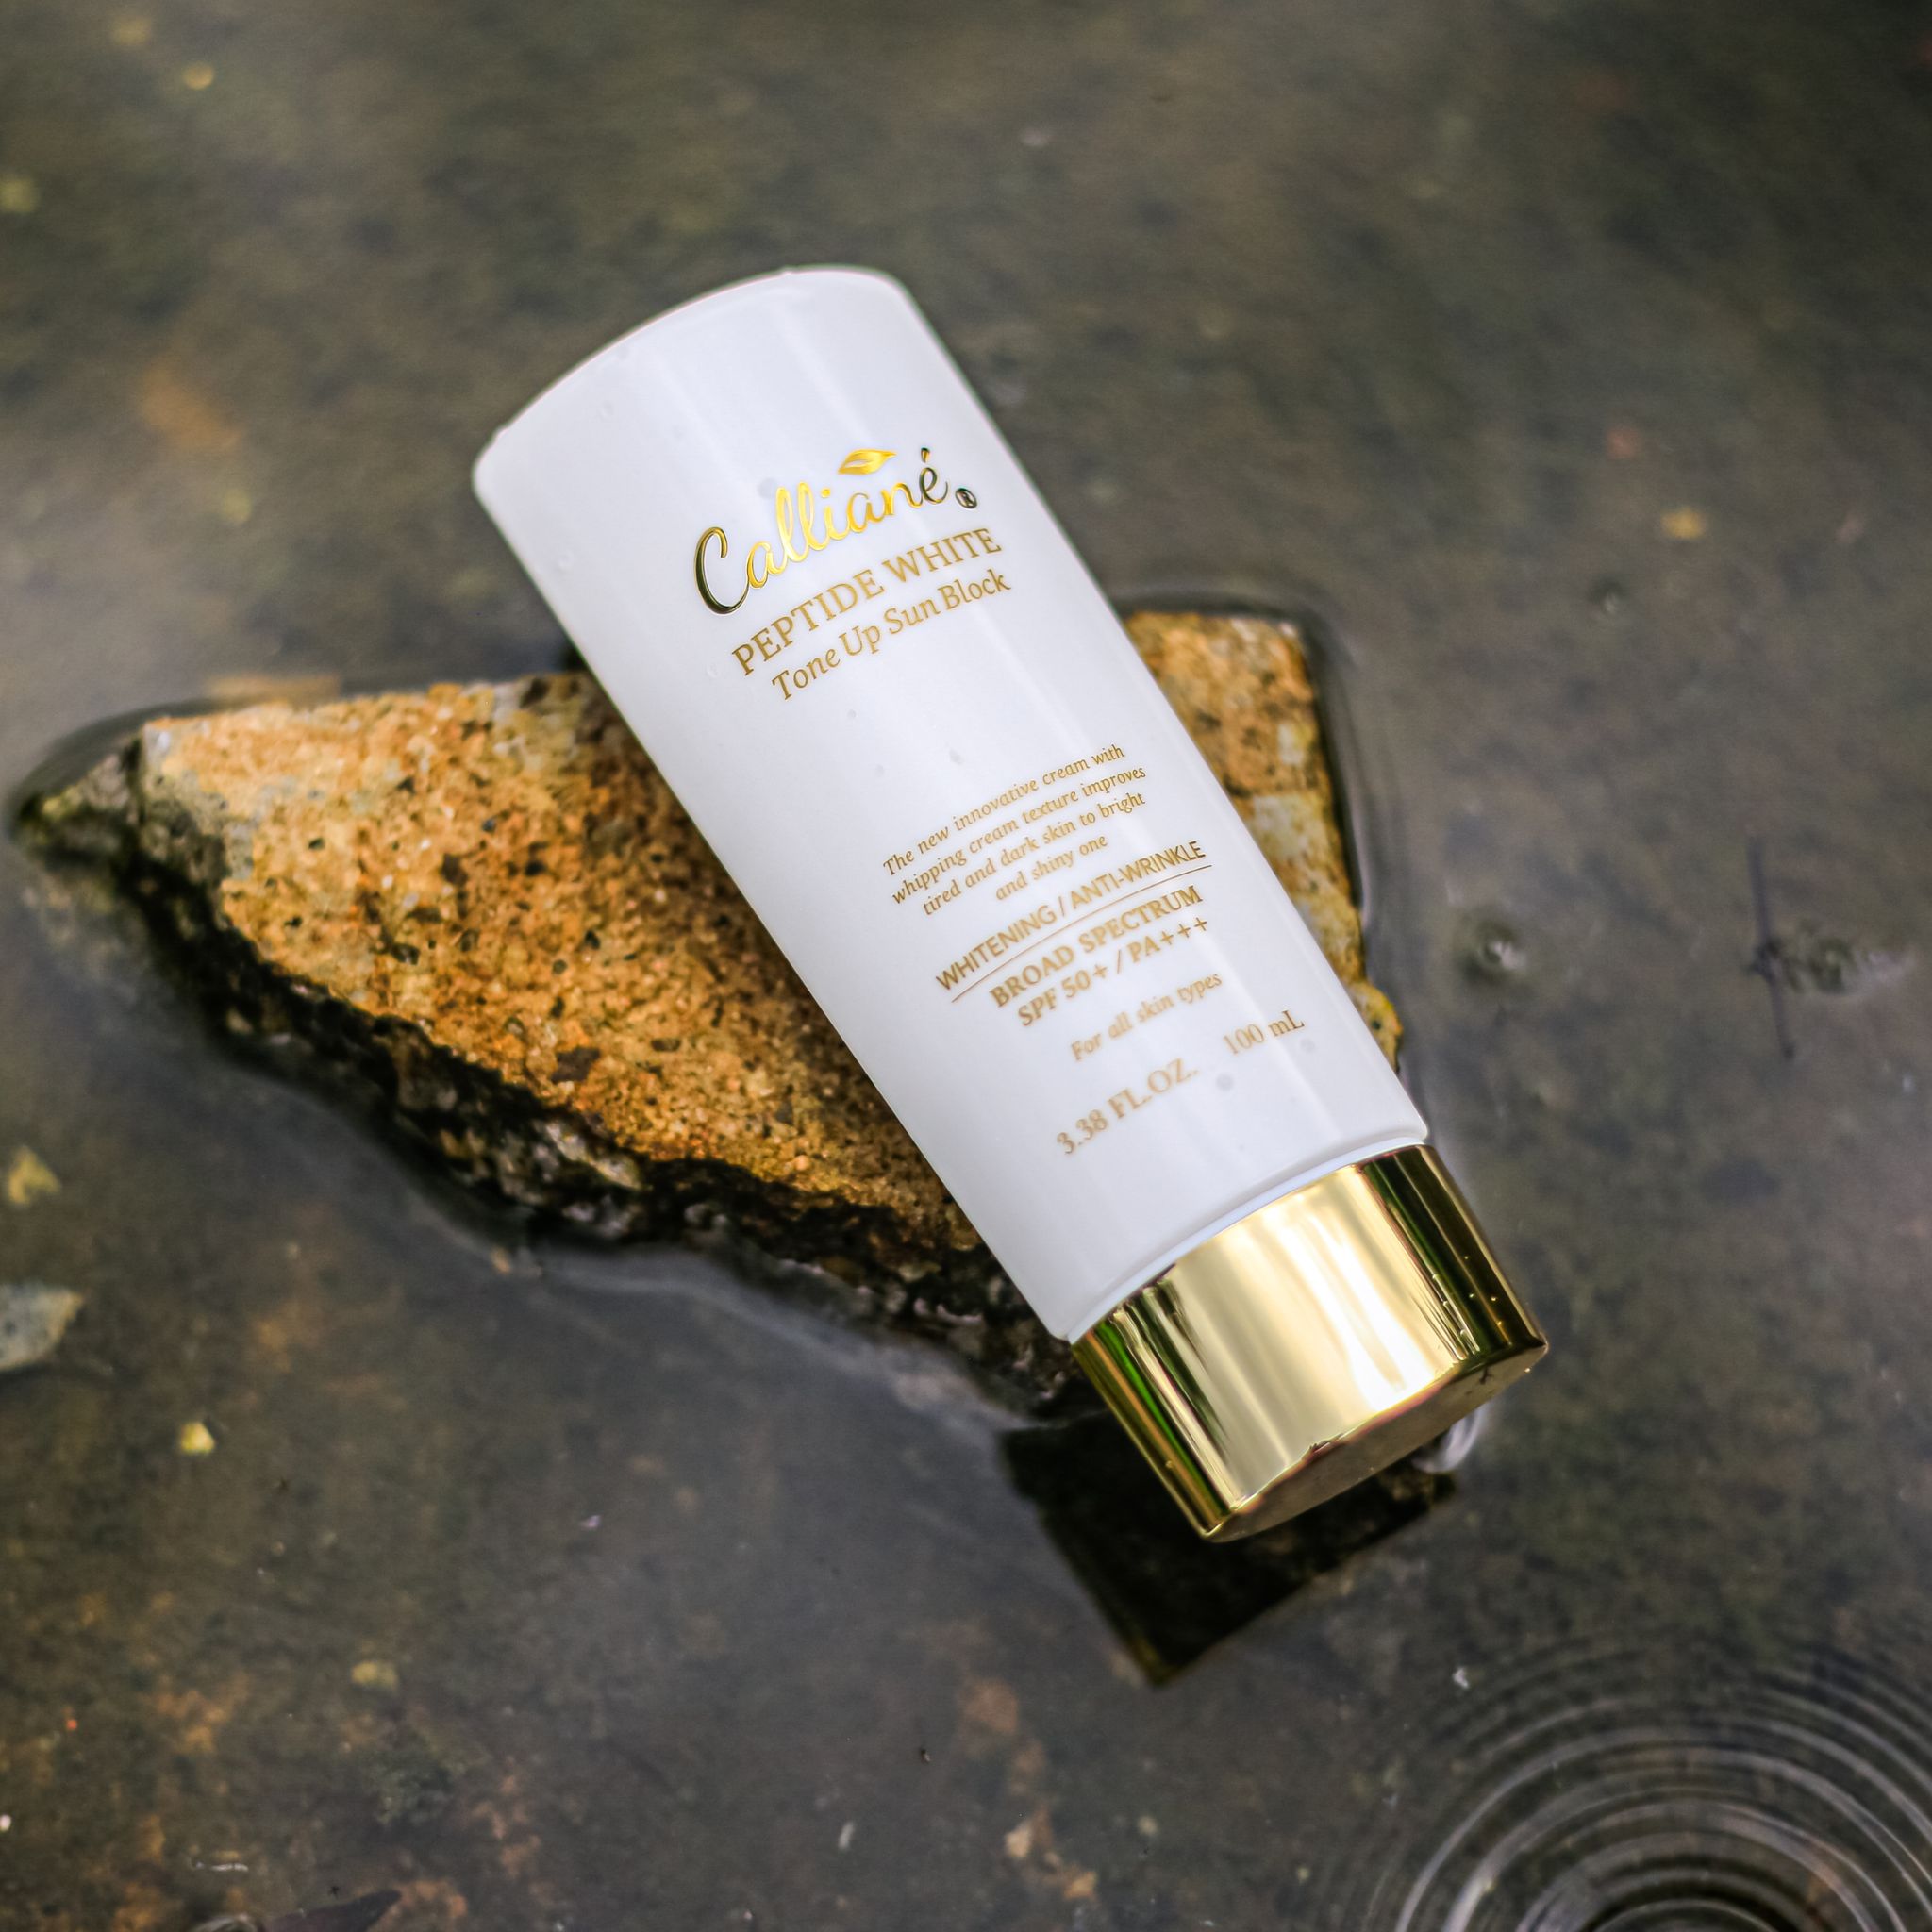 Calliané®
PEPTIDE WHITE
Tone Up Sun Block
The new innovative cream with
whipping cream texture improves
tired and dark skin to bright
and shiny one
WHITENING / ANTI-WRINKLE
BROAD SPECTRUM
SPF 50+ / PA+++
For all skin types
3.38 FL.OZ. 100 mL